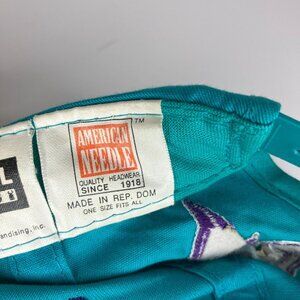 AMERICAN
NEEDLE
TM
QUALITY HEADWEAR
SINCE 1918
MADE IN REP. DOM
ONE SIZE FITS ALL
L
andising, Inc.